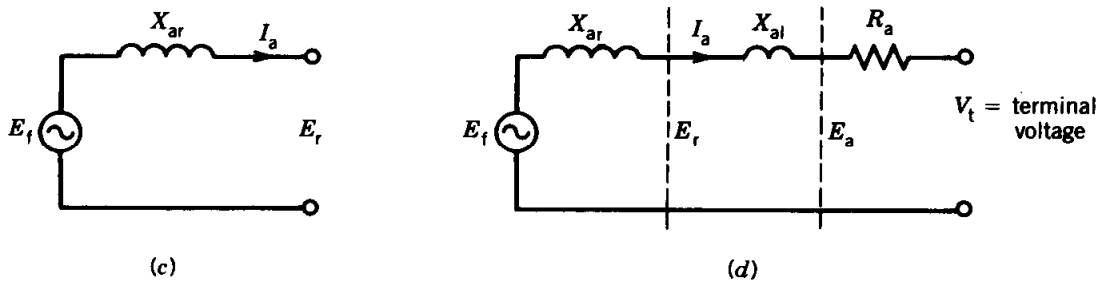 X_ar I_a
E_f E_r
(c)
X_ar I_a X_al R_a
E_f E_r E_a V_t = terminal
voltage
(d)